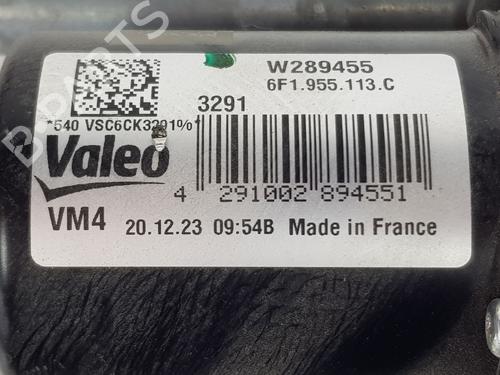 W289455
6F1.955.113.C
3291
*540 VSC6CK3291%*
Valeo
4 291002 894551
VM4 20.12.23 09:54B Made in France